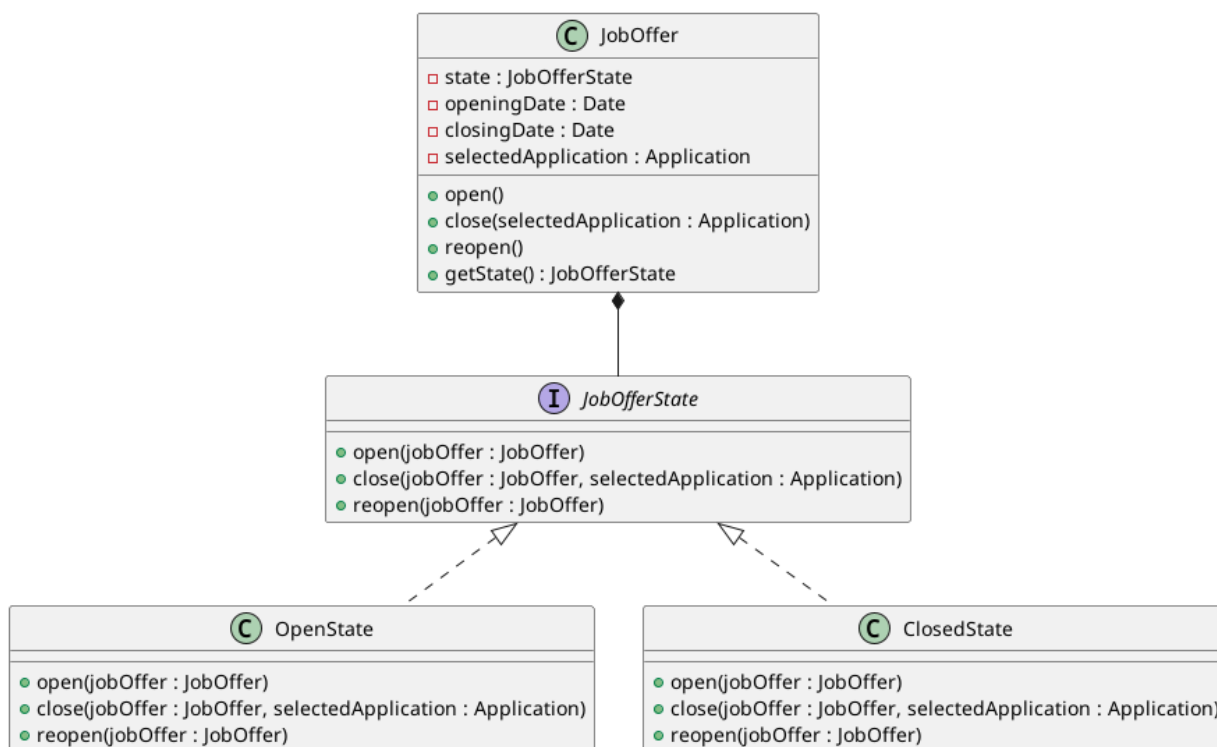 C JobOffer
state : JobOfferState
openingDate : Date
closingDate : Date
selectedApplication : Application
open()
close(selectedApplication : Application)
reopen()
getState() : JobOfferState
I JobOfferState
open(jobOffer : JobOffer)
close(jobOffer : JobOffer, selectedApplication : Application)
reopen(jobOffer : JobOffer)
C OpenState
open(jobOffer : JobOffer)
close(jobOffer : JobOffer, selectedApplication : Application)
reopen(jobOffer : JobOffer)
C ClosedState
open(jobOffer : JobOffer)
close(jobOffer : JobOffer, selectedApplication : Application)
reopen(jobOffer : JobOffer)